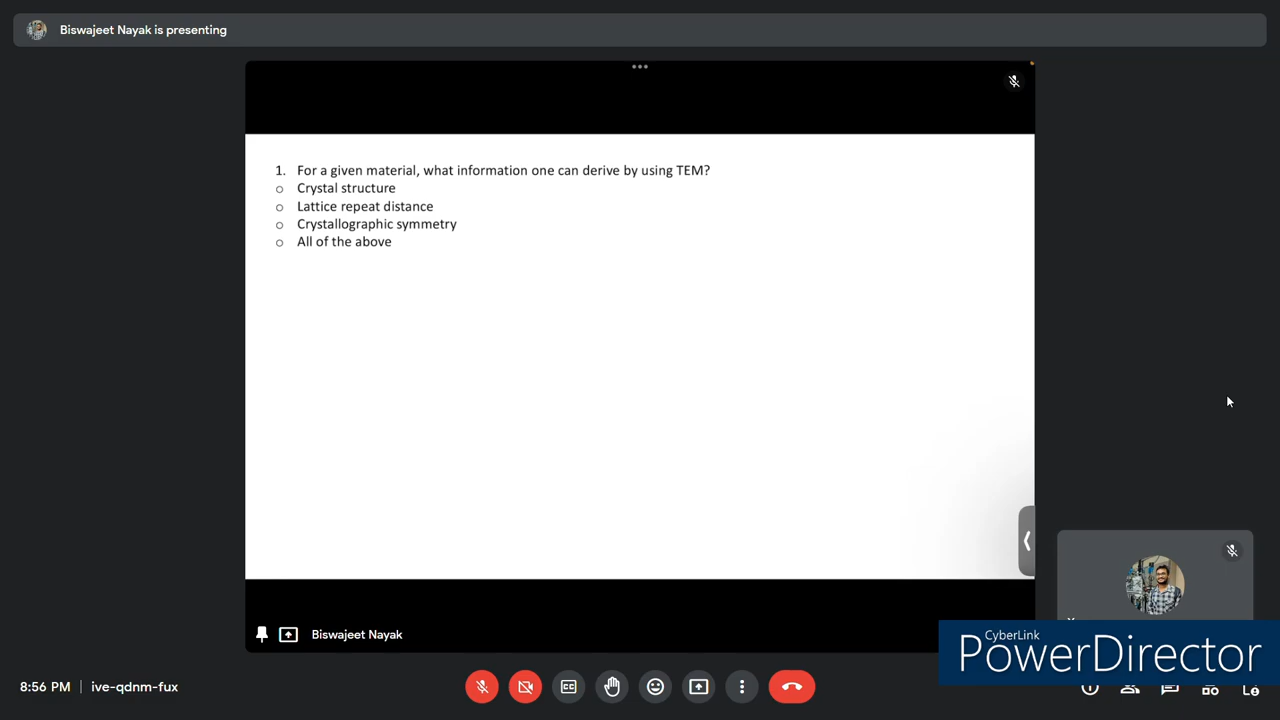 Biswajeet Nayak is presenting
1. For a given material, what information one can derive by using TEM?
o Crystal structure
o Lattice repeat distance
o Crystallographic symmetry
o All of the above
Biswajeet Nayak
CyberLink
PowerDirector
8:56 PM | ive-qdnm-fux